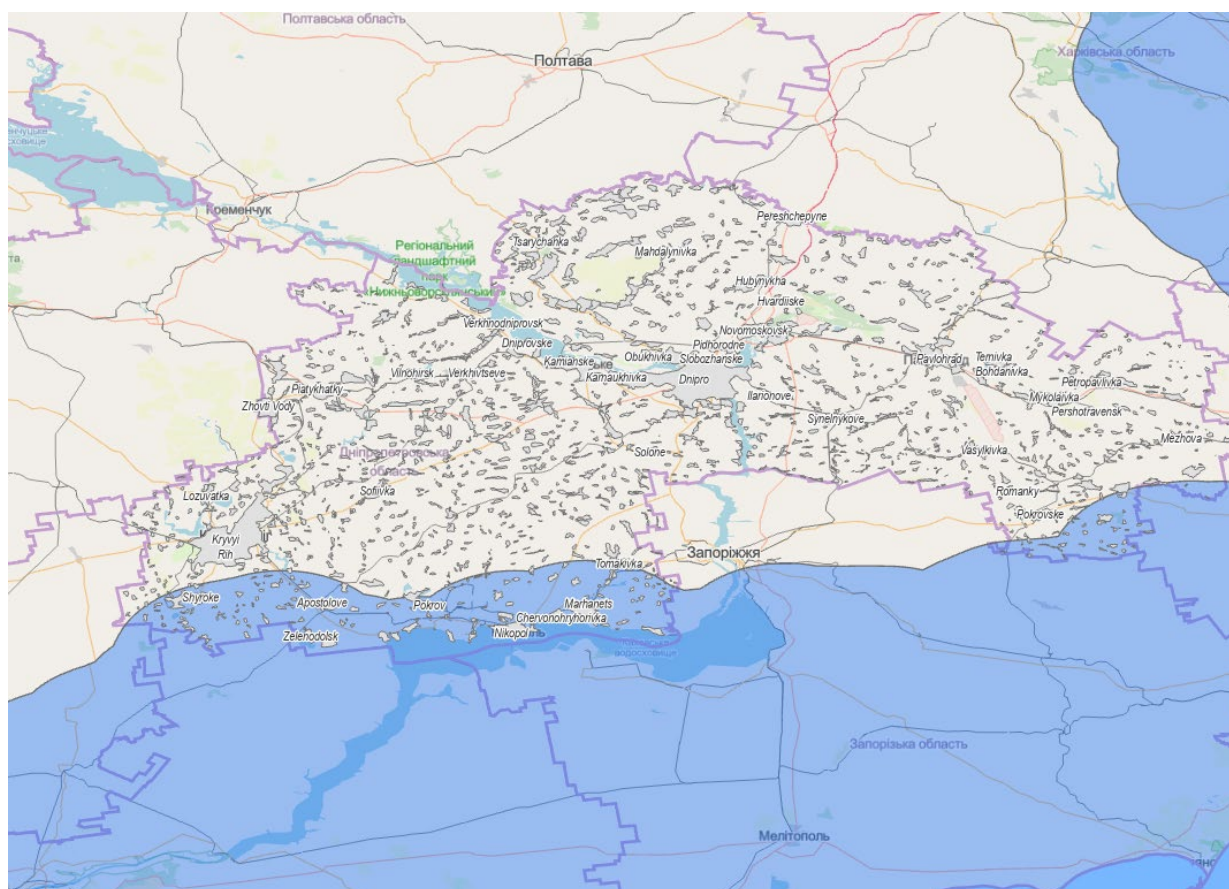 Полтавська область
Полтава
Харківська область
Кременчук
Регіональний
ландшафтний
парк
Pereshchepyne
Tsarychanka
Mahdalynivka
Hubynykha
Hvardiiske
Verkhnodniprovsk
Novomoskovsk
Dniprovske
Pidhorodne
Kamianske
Obukhivka
Slobozhanske
Pavlohrad
Ternivka
Bohdanivka
Vilnohirsk
Verkhivtseve
Karnaukhivka
Dnipro
Petropavlivka
Piatykhatky
Ilarionove
Mykolaivka
Zhovti Vody
Synelnykove
Pershotravensk
Mezhova
Дніпропетровська
область
Solone
Vasylkivka
Lozuvatka
Sofiivka
Romanky
Pokrovske
Kryvyi
Rih
Запоріжжя
Tomakivka
Shyroke
Apostolove
Pokrov
Marhanets
Chervonohryhorivka
Zelenodolsk
Nikopol
водосховище
Запорізька область
Мелітополь